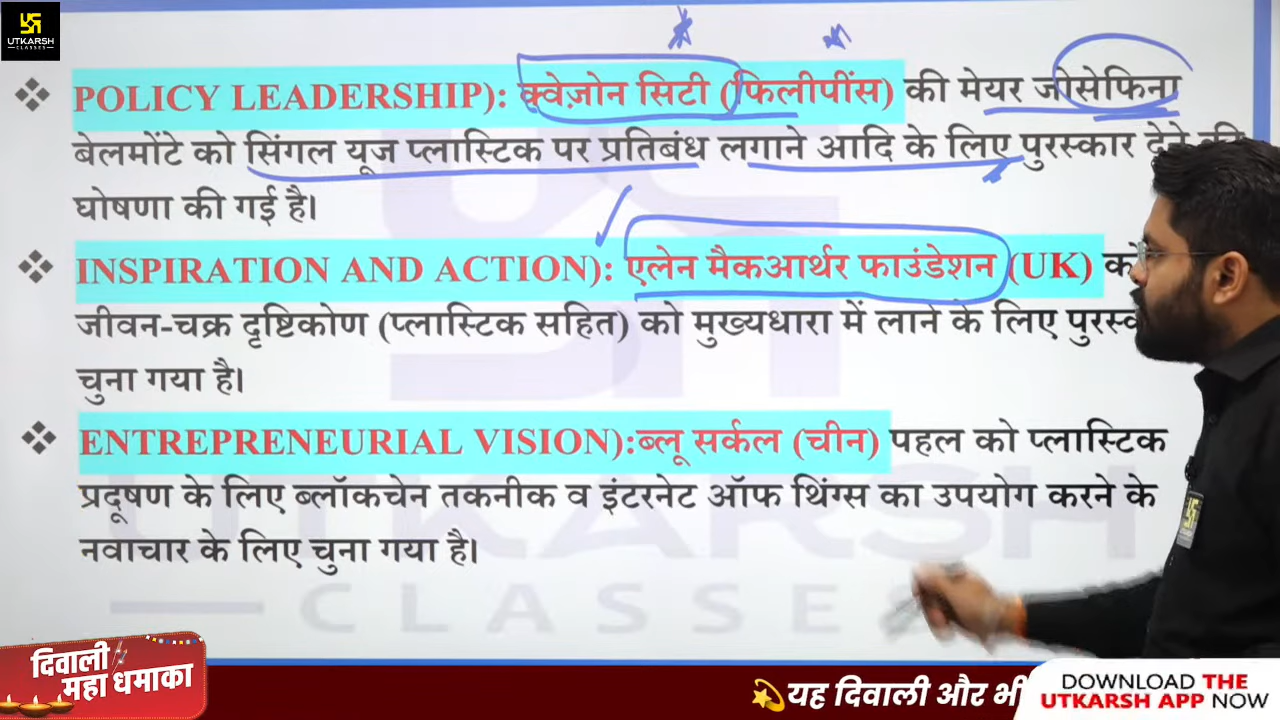 UTKARSH
CLASSES
POLICY LEADERSHIP): क्वेज़ोन सिटी (फिलीपींस) की मेयर जोसेफिना
बेलमोंटे को सिंगल यूज प्लास्टिक पर प्रतिबंध लगाने आदि के लिए पुरस्कार देने की
घोषणा की गई है।
INSPIRATION AND ACTION): एलेन मैकआर्थर फाउंडेशन (UK)
जीवन-चक्र दृष्टिकोण (प्लास्टिक सहित) को मुख्यधारा में लाने के लिए
चुना गया है।
ENTREPRENEURIAL VISION):ब्लू सर्कल (चीन) पहल को प्लास्टिक
प्रदूषण के लिए ब्लॉकचेन तकनीक व इंटरनेट ऑफ थिंग्स का उपयोग करने के
नवाचार के लिए चुना गया है।
UTKARSH
CLASSES
दिवाली
महा धमाका
यह दिवाली और भी
DOWNLOAD THE
UTKARSH APP NOW